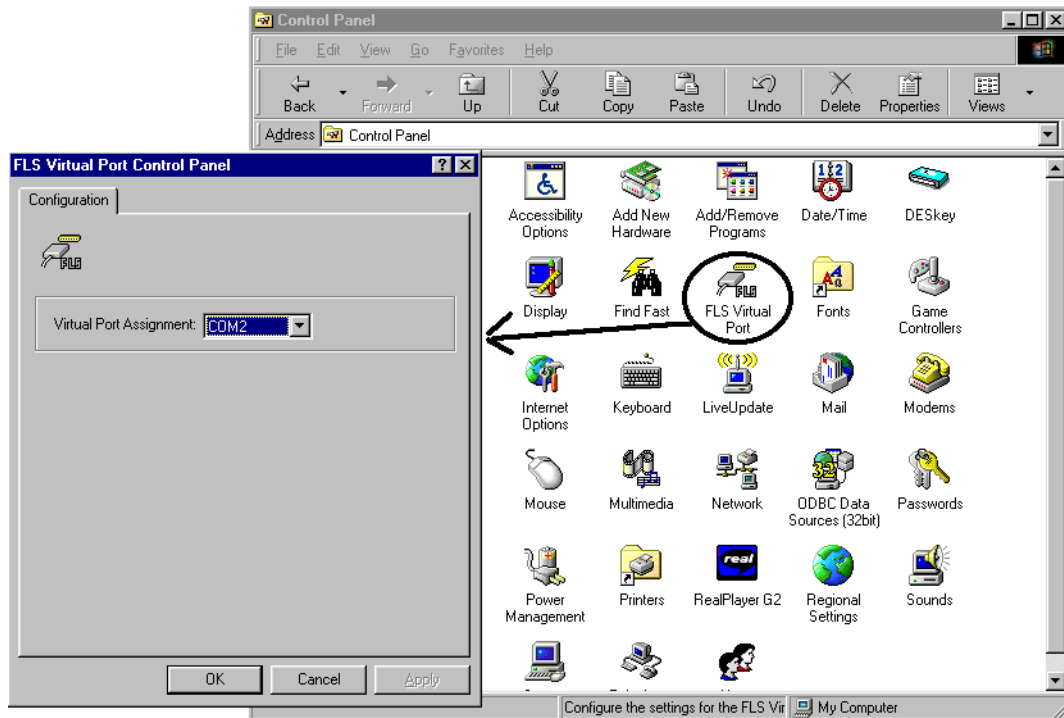 Control Panel
File Edit View Go Favorites Help
Back Forward Up Cut Copy Paste Undo Delete Properties Views
Address Control Panel
FLS Virtual Port Control Panel
Configuration
FLS
Virtual Port Assignment: COM2
OK Cancel Apply
Accessibility Options
Add New Hardware
Add/Remove Programs
Date/Time
DESkey
Display
Find Fast
FLS
FLS Virtual Port
Fonts
Game Controllers
Internet Options
Keyboard
LiveUpdate
Mail
Modems
Mouse
Multimedia
Network
32
ODBC Data Sources (32bit)
Passwords
Power Management
Printers
real
RealPlayer G2
Regional Settings
Sounds
Configure the settings for the FLS Vir
My Computer